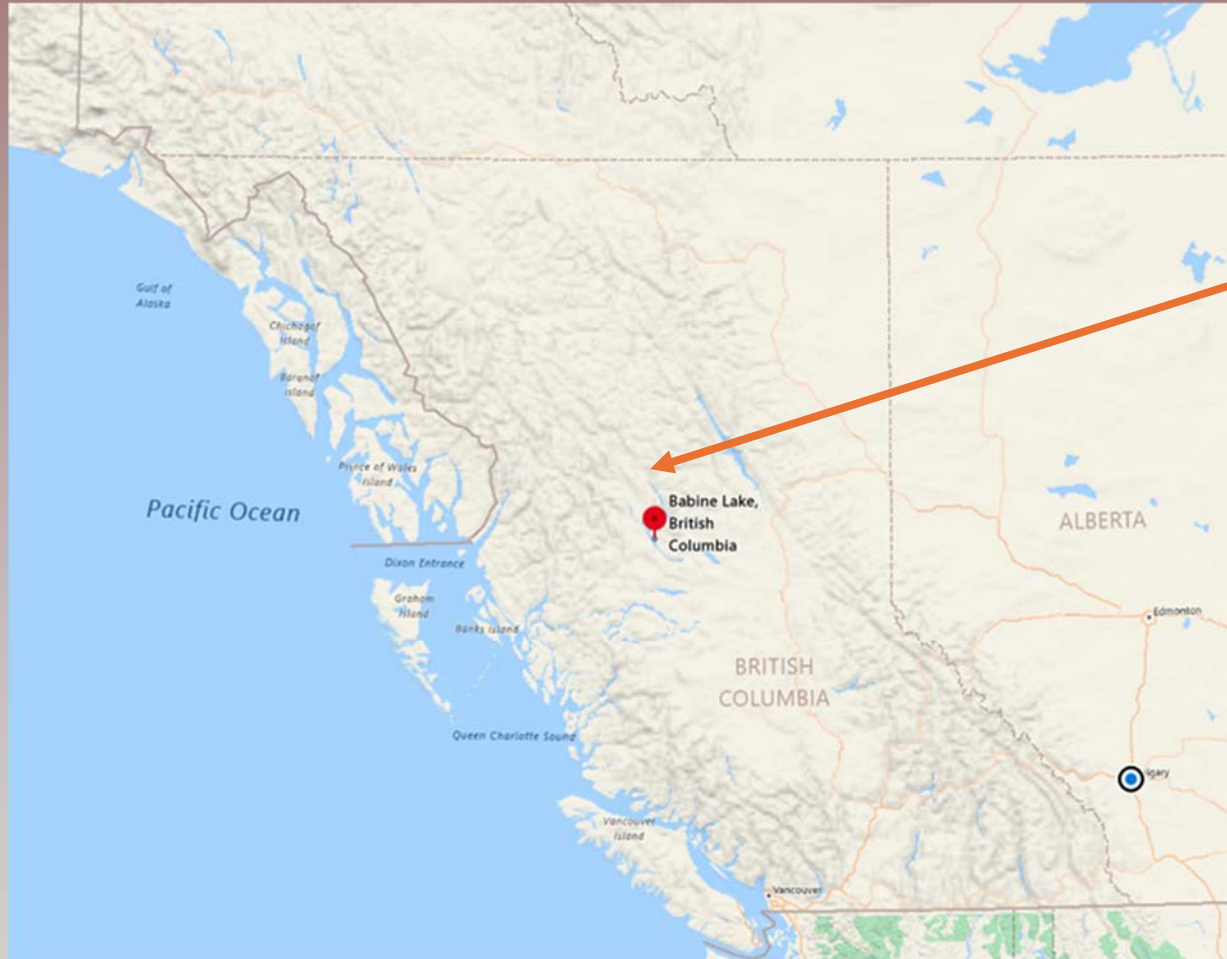 Gulf of
Alaska
Chichagof
Island
Baranof
Island
Prince of Wales
Island
Pacific Ocean
Babine Lake,
British
Columbia
ALBERTA
Dixon Entrance
Graham
Island
Banks Island
Edmonton
BRITISH
COLUMBIA
Queen Charlotte Sound
lgary
Vancouver
Island
Vancouver